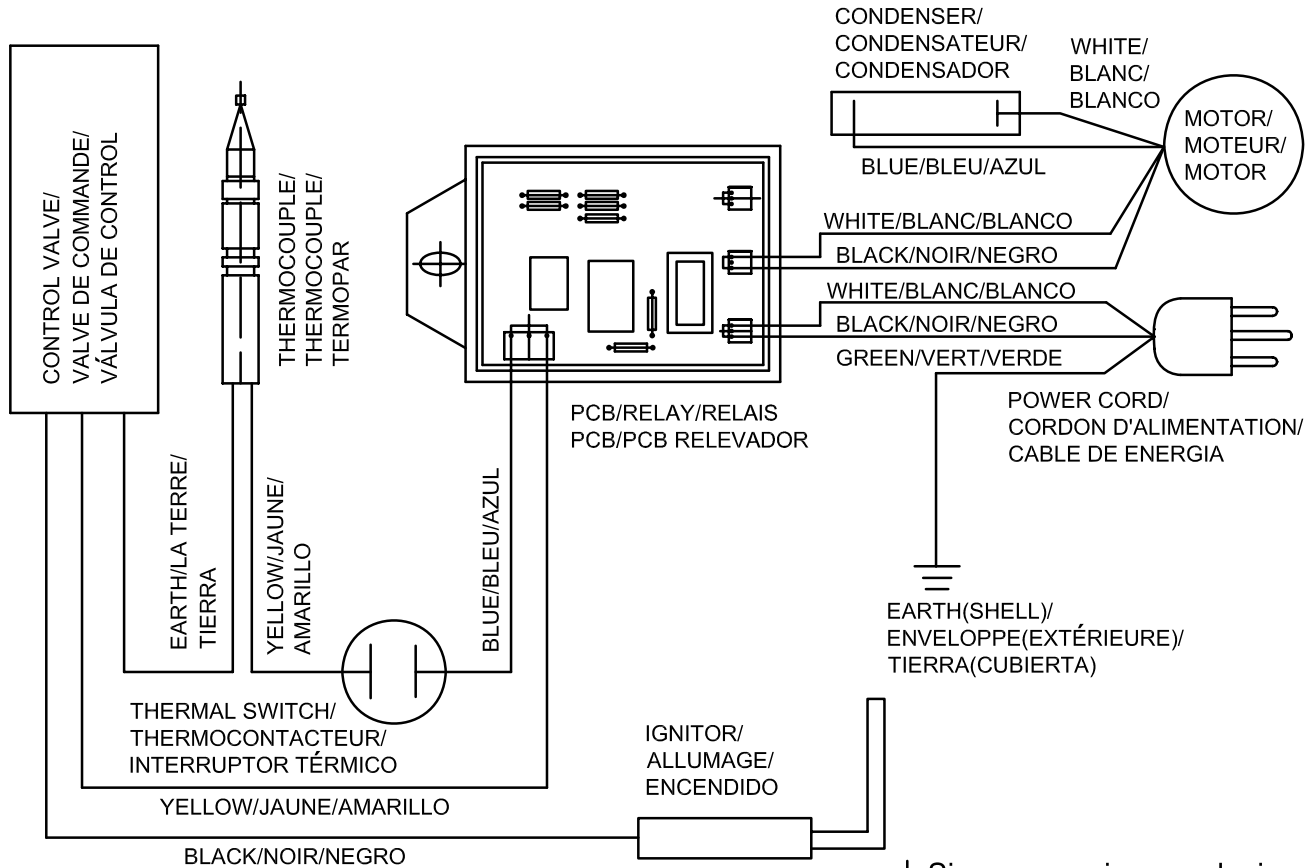 CONDENSER/
CONDENSATEUR/
CONDENSADOR
WHITE/
BLANC/
BLANCO
MOTOR/
MOTEUR/
MOTOR
BLUE/BLEU/AZUL
CONTROL VALVE/
VALVE DE COMMANDE/
VÁLVULA DE CONTROL
THERMOCOUPLE/
THERMOCOUPLE/
TERMOPAR
WHITE/BLANC/BLANCO
BLACK/NOIR/NEGRO
WHITE/BLANC/BLANCO
BLACK/NOIR/NEGRO
GREEN/VERT/VERDE
POWER CORD/
CORDON D'ALIMENTATION/
CABLE DE ENERGIA
PCB/RELAY/RELAIS
PCB/PCB RELEVADOR
EARTH/LA TERRE/
TIERRA
YELLOW/JAUNE/
AMARILLO
BLUE/BLEU/AZUL
EARTH(SHELL)/
ENVELOPPE(EXTÉRIEURE)/
TIERRA(CUBIERTA)
THERMAL SWITCH/
THERMOCONTACTEUR/
INTERRUPTOR TÉRMICO
IGNITOR/
ALLUMAGE/
ENCENDIDO
YELLOW/JAUNE/AMARILLO
BLACK/NOIR/NEGRO